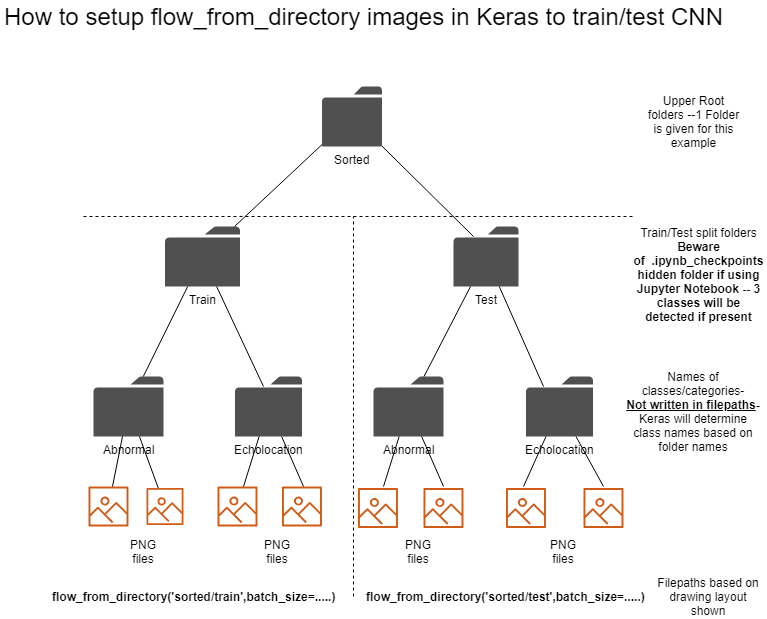 How to setup flow_from_directory images in Keras to train/test CNN
Upper Root
folders --1 Folder
is given for this
example
Sorted
Train/Test split folders
Beware
of .ipynb_checkpoints
hidden folder if using
Jupyter Notebook -- 3
classes will be
detected if present
Train
Test
Names of
classes/categories-
Not written in filepaths-
Keras will determine
class names based on
folder names
Abnormal
Echolocation
Abnormal
Echolocation
PNG
files
PNG
files
PNG
files
PNG
files
flow_from_directory('sorted/train',batch_size=.....)
flow_from_directory('sorted/test',batch_size=.....)
Filepaths based on
drawing layout
shown